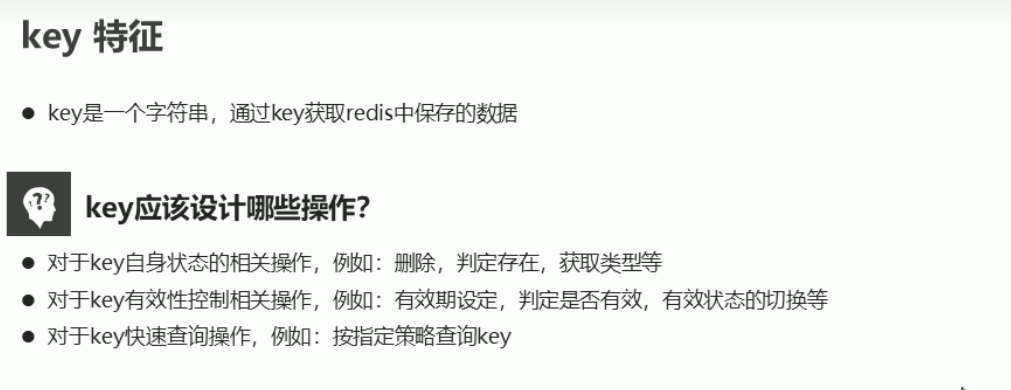 key 特征
● key是一个字符串，通过key获取redis中保存的数据
??
key应该设计哪些操作？
● 对于key自身状态的相关操作，例如：删除，判定存在，获取类型等
● 对于key有效性控制相关操作，例如：有效期设定，判定是否有效，有效状态的切换等
● 对于key快速查询操作，例如：按指定策略查询key